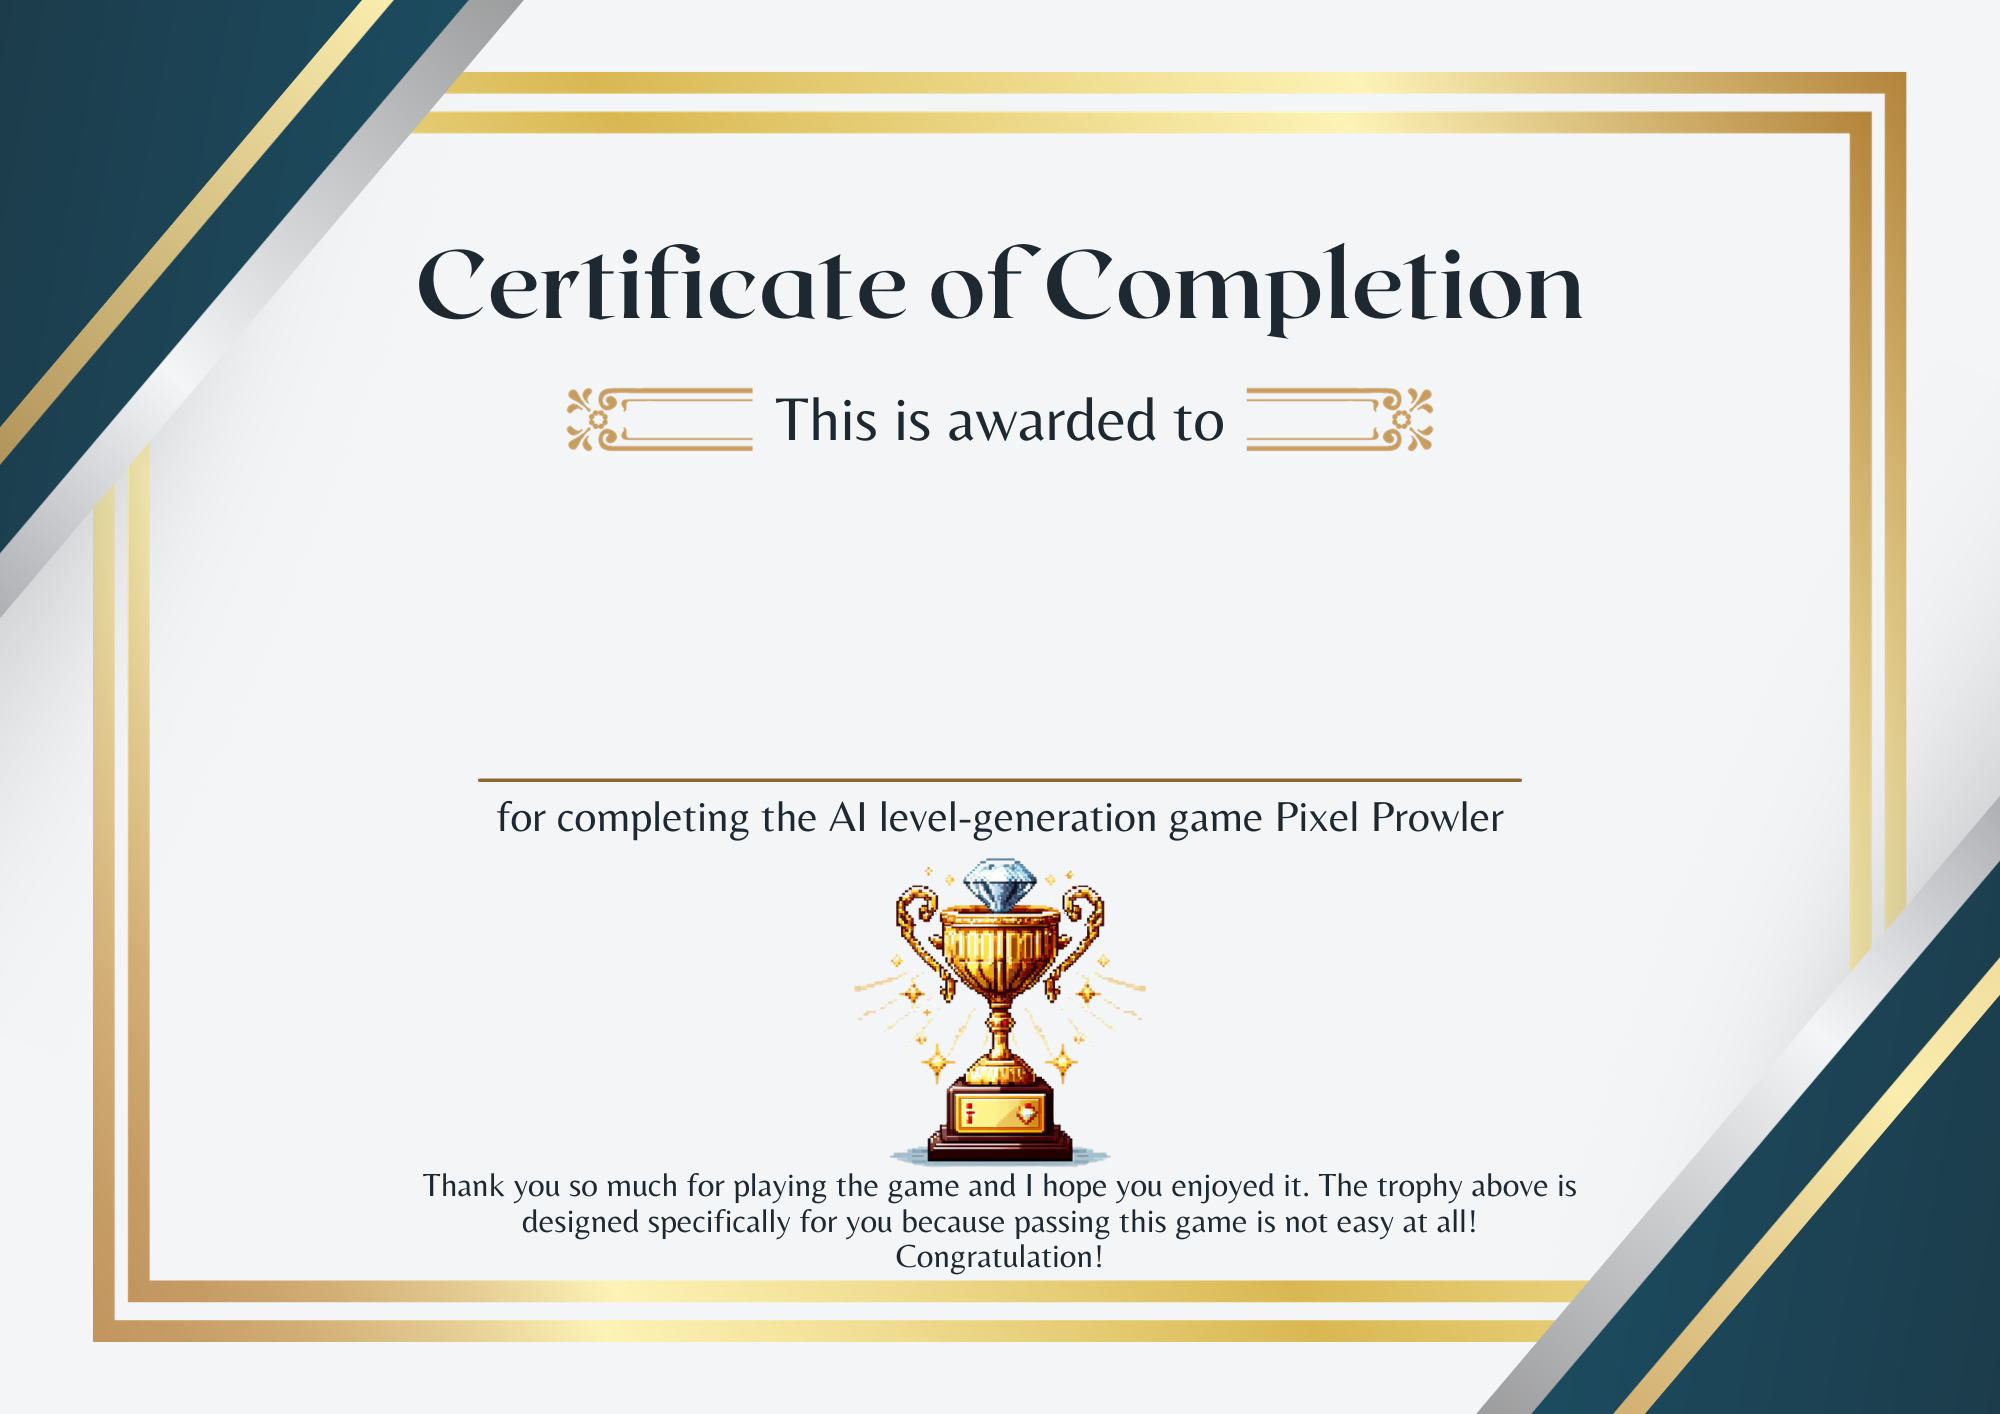 Certificate of Completion
This is awarded to
for completing the AI level-generation game Pixel Prowler
Thank you so much for playing the game and I hope you enjoyed it. The trophy above is
designed specifically for you because passing this game is not easy at all!
Congratulation!